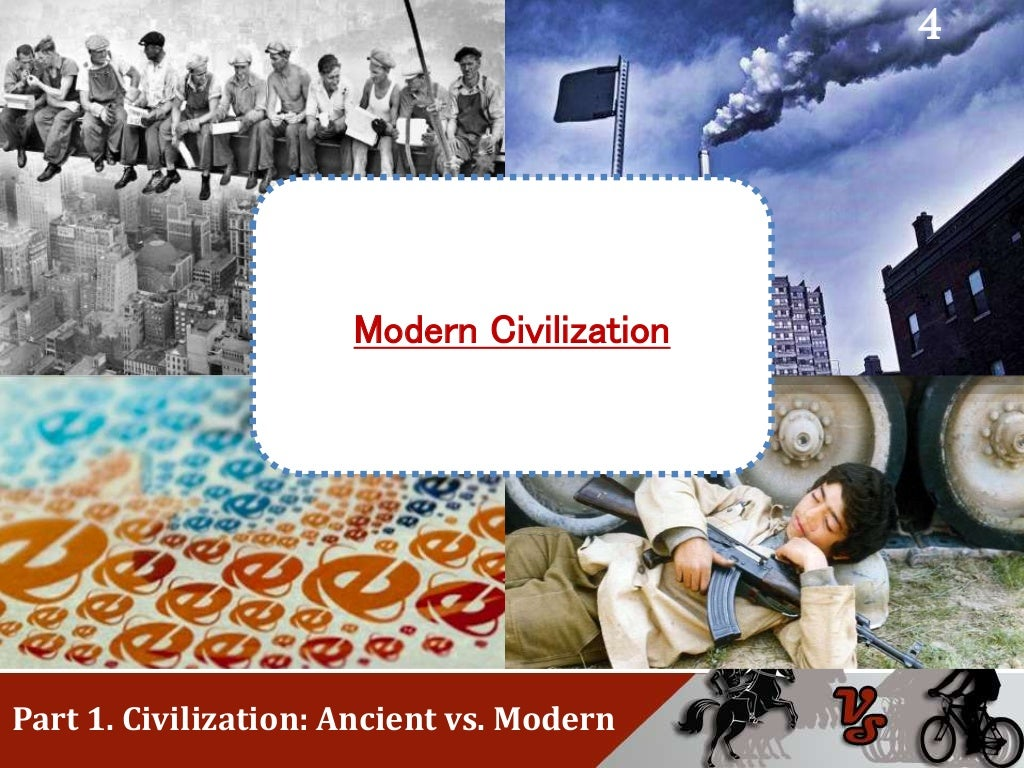 4
Modern Civilization
Part 1. Civilization: Ancient vs. Modern
Vs